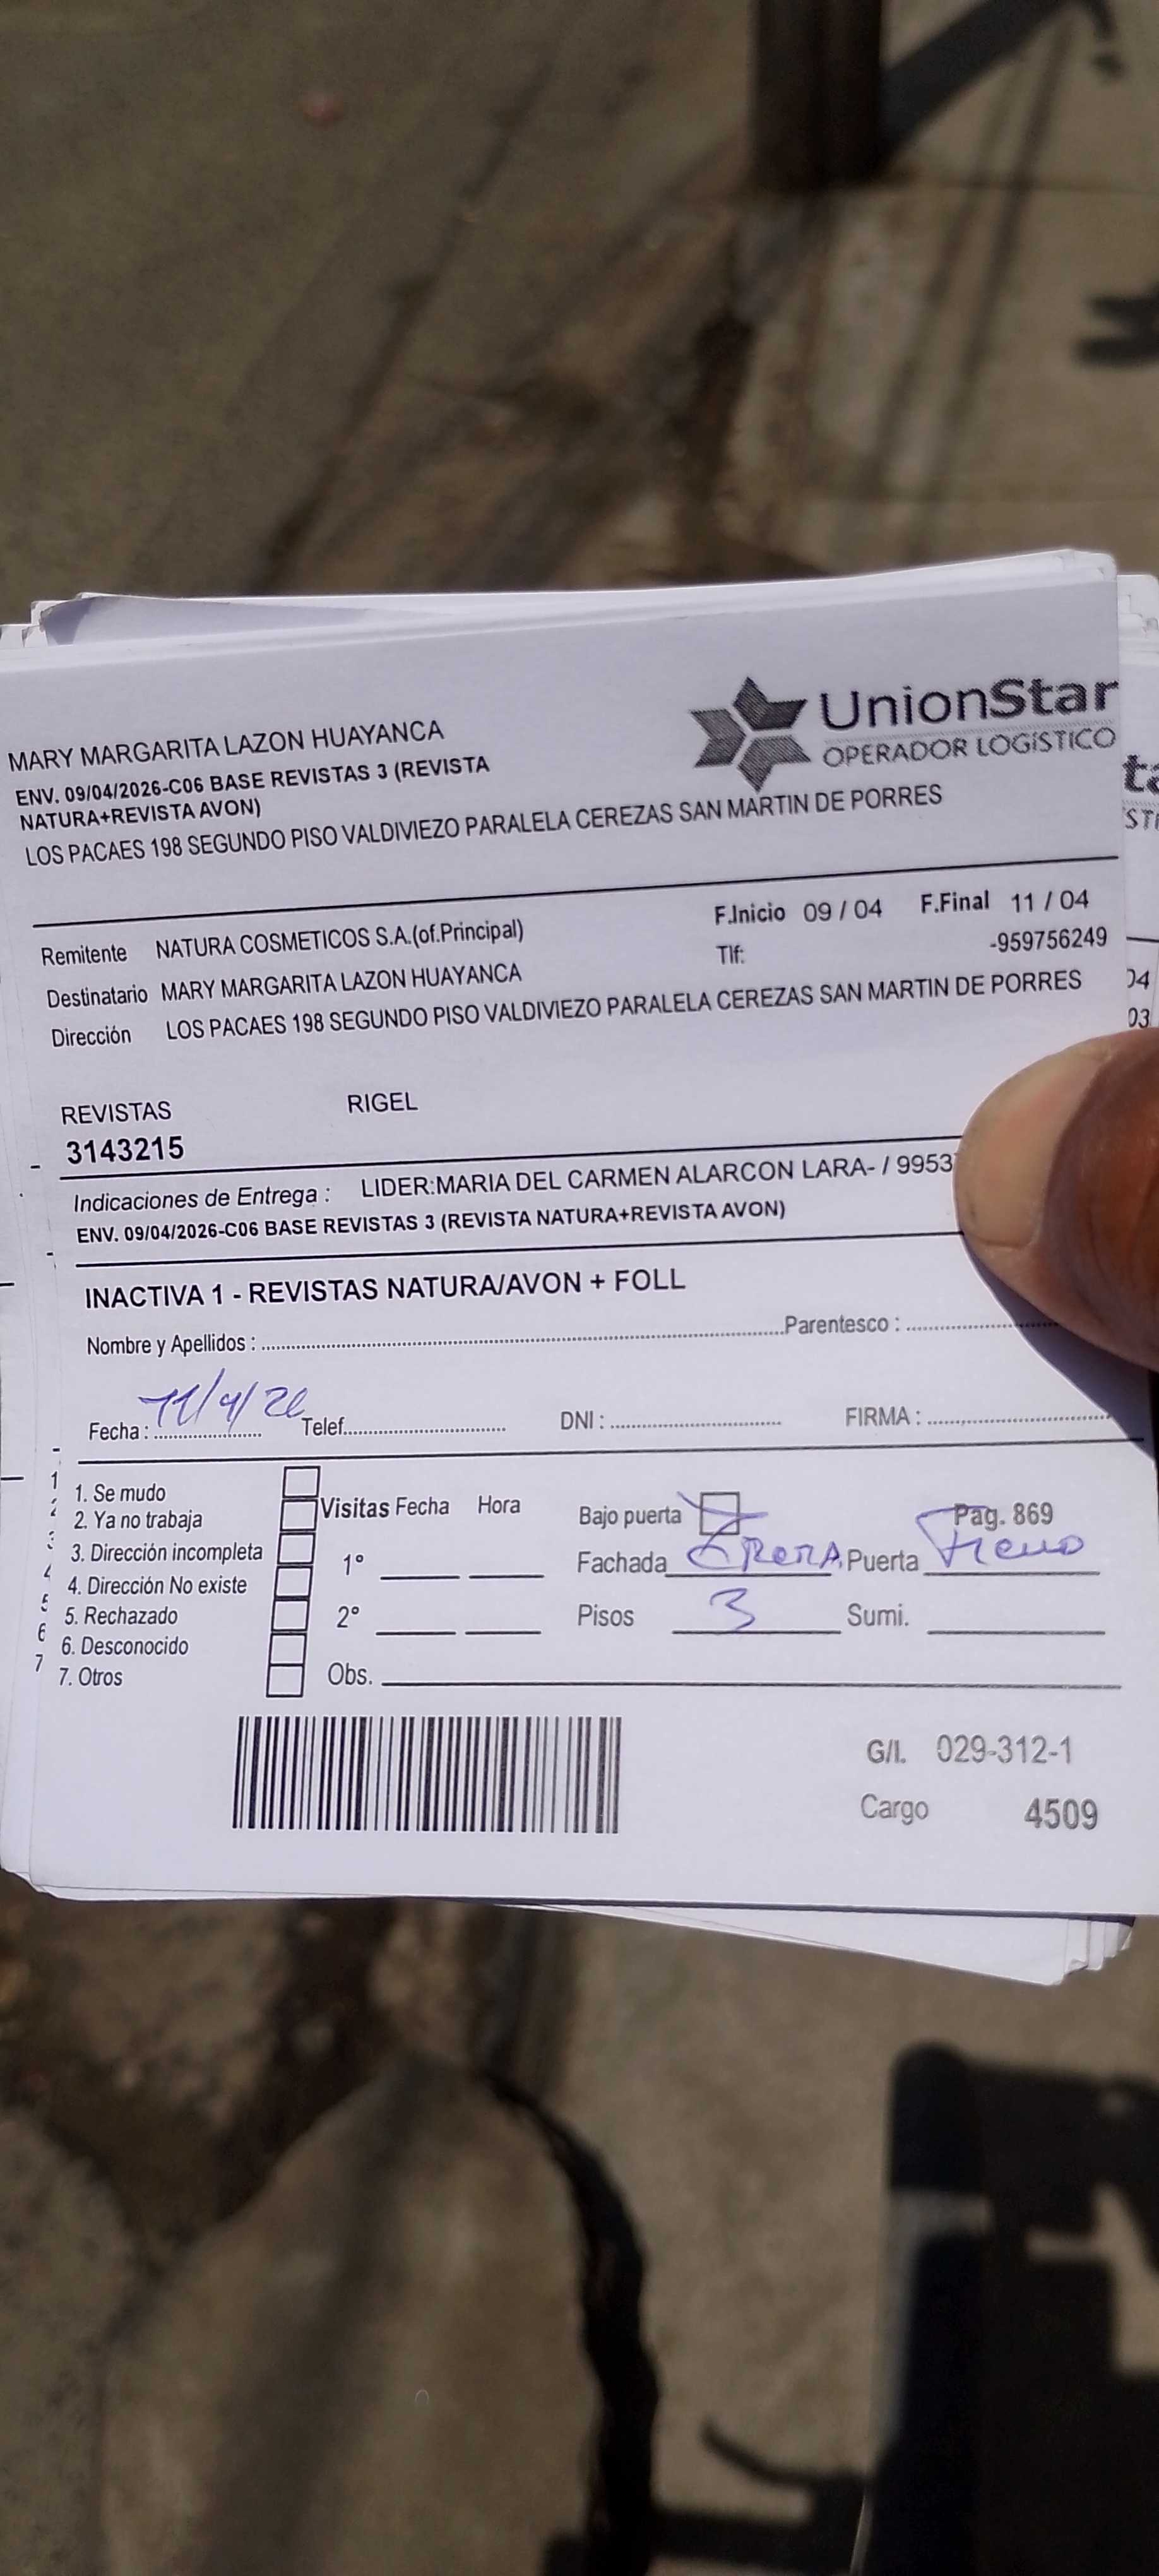 UnionStar
OPERADOR LOGÍSTICO
MARY MARGARITA LAZON HUAYANCA
ENV. 09/04/2026-C06 BASE REVISTAS 3 (REVISTA
NATURA+REVISTA AVON)
LOS PACAES 198 SEGUNDO PISO VALDIVIEZO PARALELA CEREZAS SAN MARTIN DE PORRES
F.Inicio 09 / 04 F.Final 11 / 04
Remitente NATURA COSMETICOS S.A.(of.Principal)
Tlf: -959756249
Destinatario MARY MARGARITA LAZON HUAYANCA
Dirección LOS PACAES 198 SEGUNDO PISO VALDIVIEZO PARALELA CEREZAS SAN MARTIN DE PORRES
REVISTAS RIGEL
3143215
Indicaciones de Entrega : LIDER:MARIA DEL CARMEN ALARCON LARA- / 9953
ENV. 09/04/2026-C06 BASE REVISTAS 3 (REVISTA NATURA+REVISTA AVON)
INACTIVA 1 - REVISTAS NATURA/AVON + FOLL
Nombre y Apellidos : Parentesco :
Fecha : 11/4/26 Telef. DNI : FIRMA :
1. Se mudo
2. Ya no trabaja
3. Dirección incompleta
4. Dirección No existe
5. Rechazado
6. Desconocido
7. Otros
Visitas Fecha Hora
1º
2º
Obs.
Bajo puerta Pag. 869
Fachada Puerta
Pisos 3 Sumi.
G/I. 029-312-1
Cargo 4509